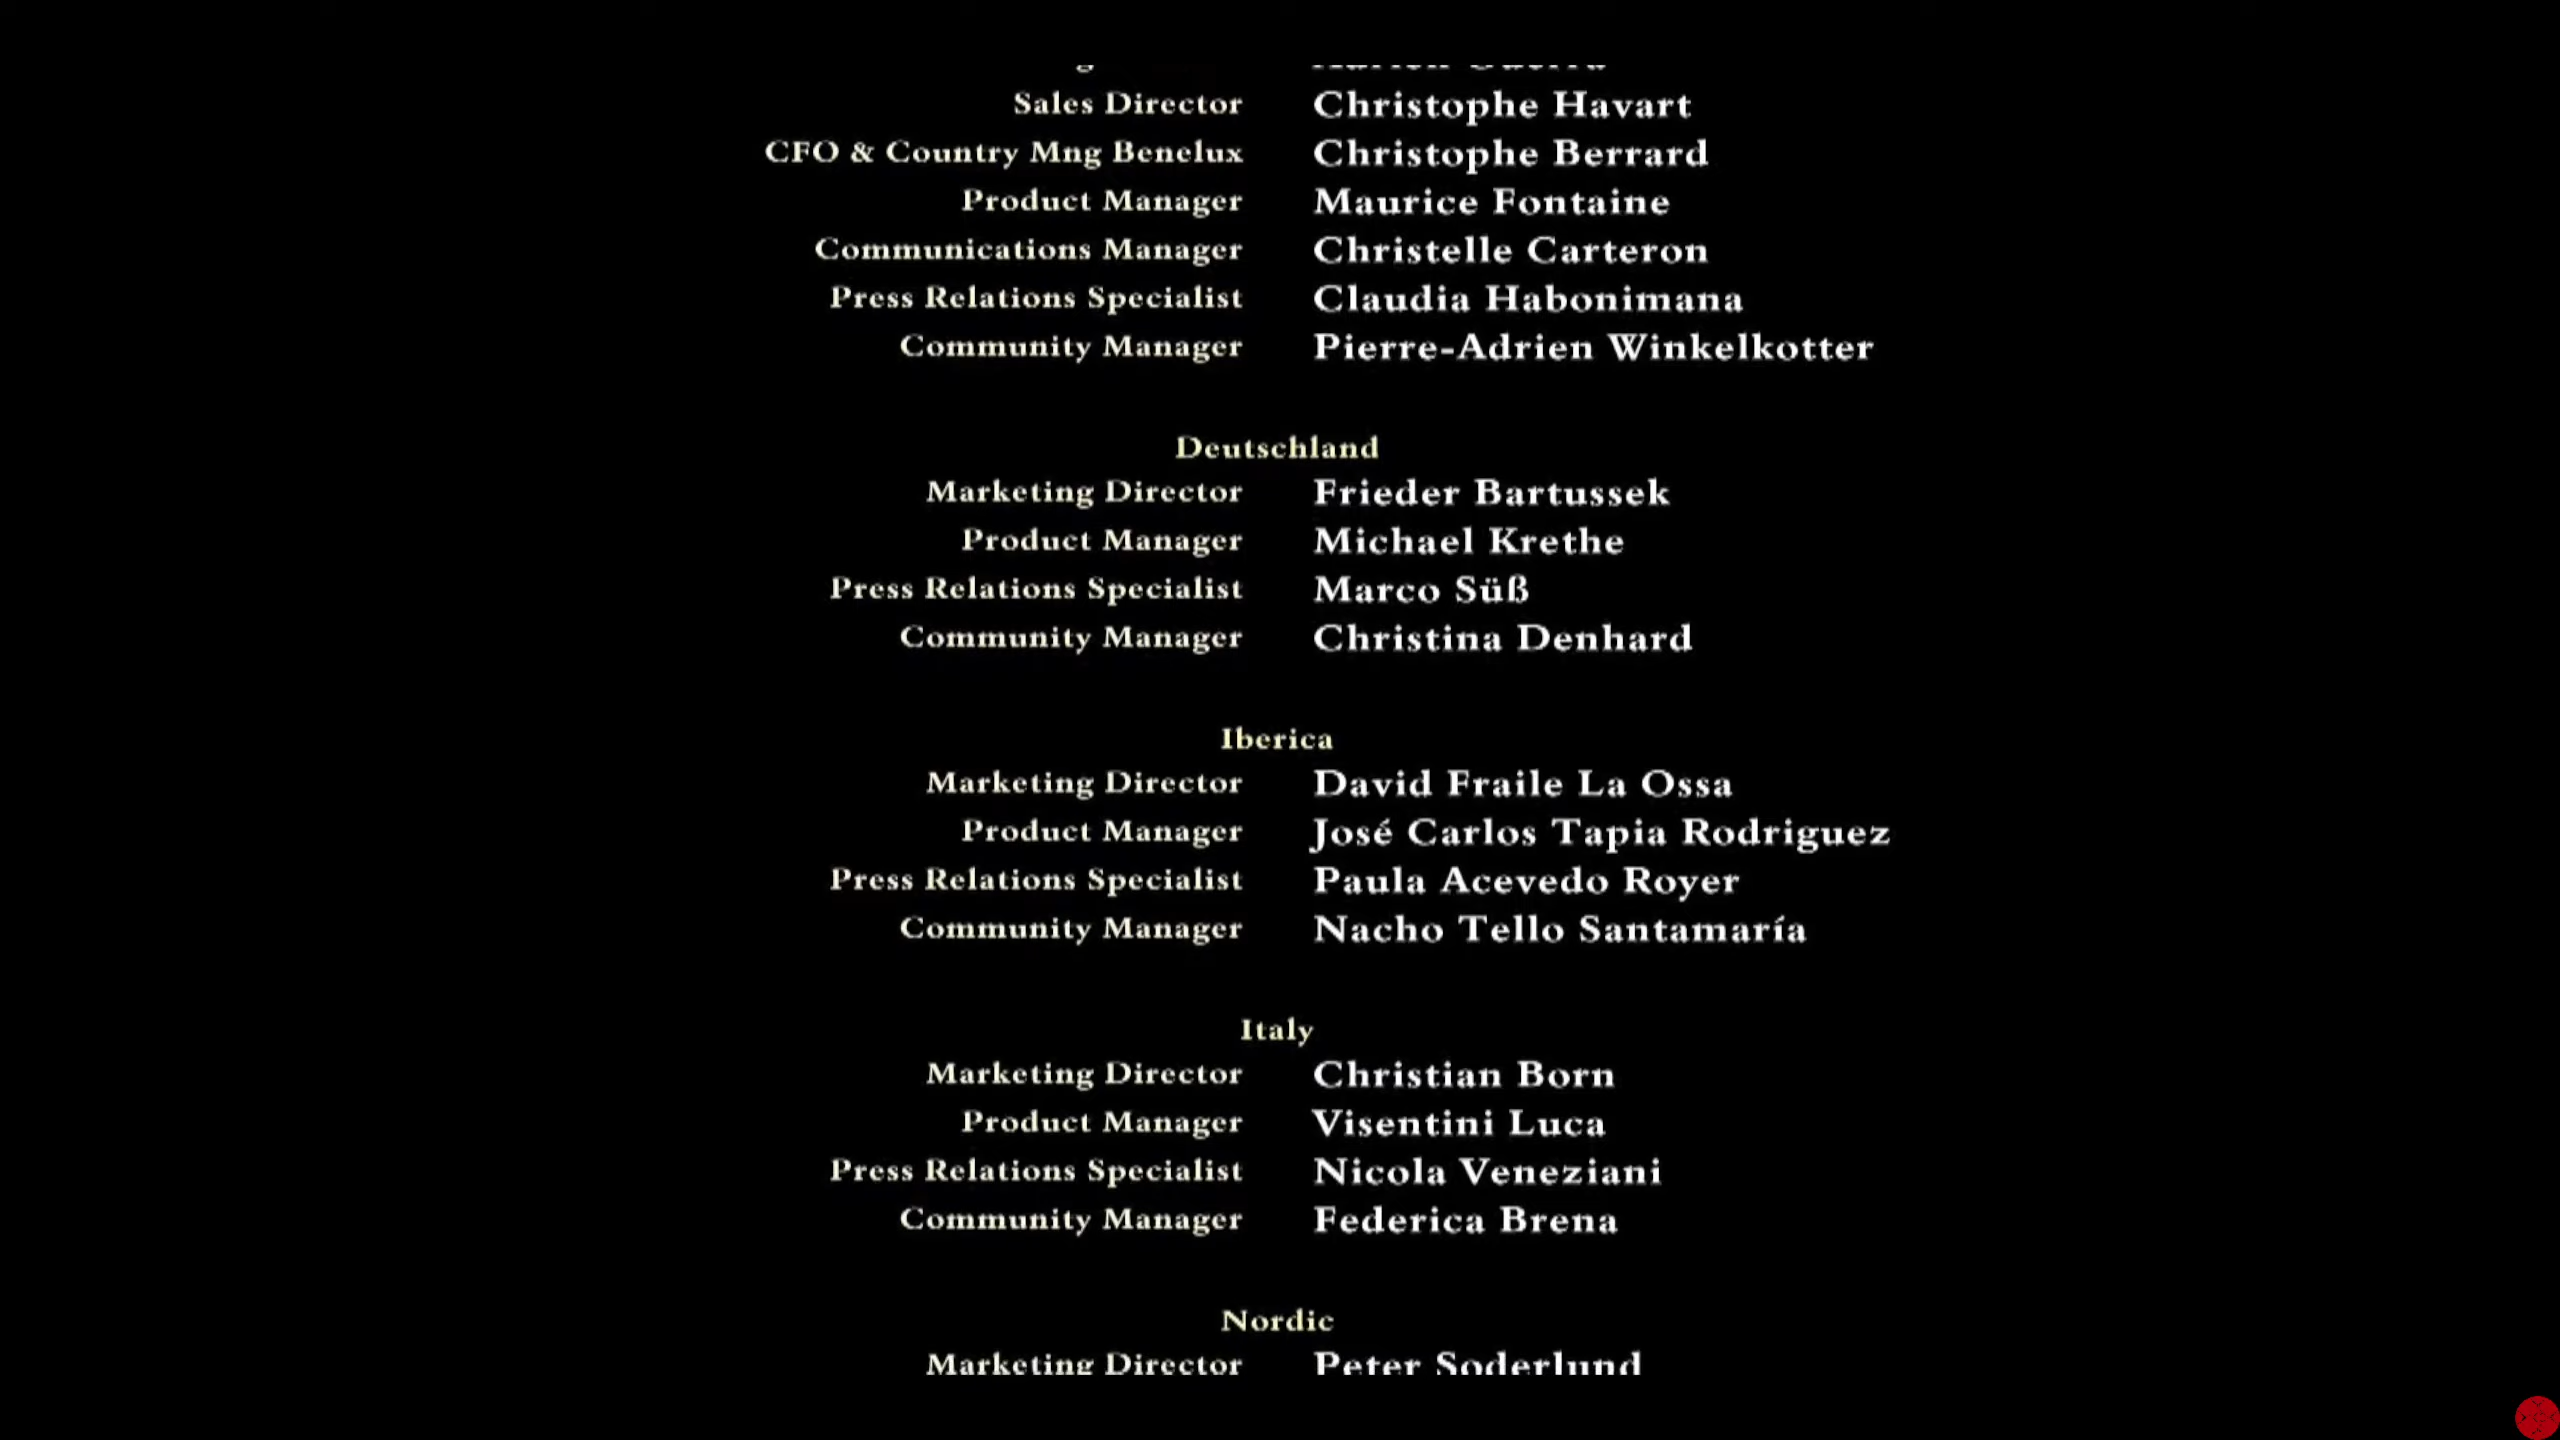 Sales Director Christophe Havart
CFO & Country Mng Benelux Christophe Berrard
Product Manager Maurice Fontaine
Communications Manager Christelle Carteron
Press Relations Specialist Claudia Habonimana
Community Manager Pierre-Adrien Winkelkotter
Deutschland
Marketing Director Frieder Bartussek
Product Manager Michael Krethe
Press Relations Specialist Marco Süß
Community Manager Christina Denhard
Iberica
Marketing Director David Fraile La Ossa
Product Manager José Carlos Tapia Rodriguez
Press Relations Specialist Paula Acevedo Royer
Community Manager Nacho Tello Santamaría
Italy
Marketing Director Christian Born
Product Manager Visentini Luca
Press Relations Specialist Nicola Veneziani
Community Manager Federica Brena
Nordic
Marketing Director Peter Soderlund